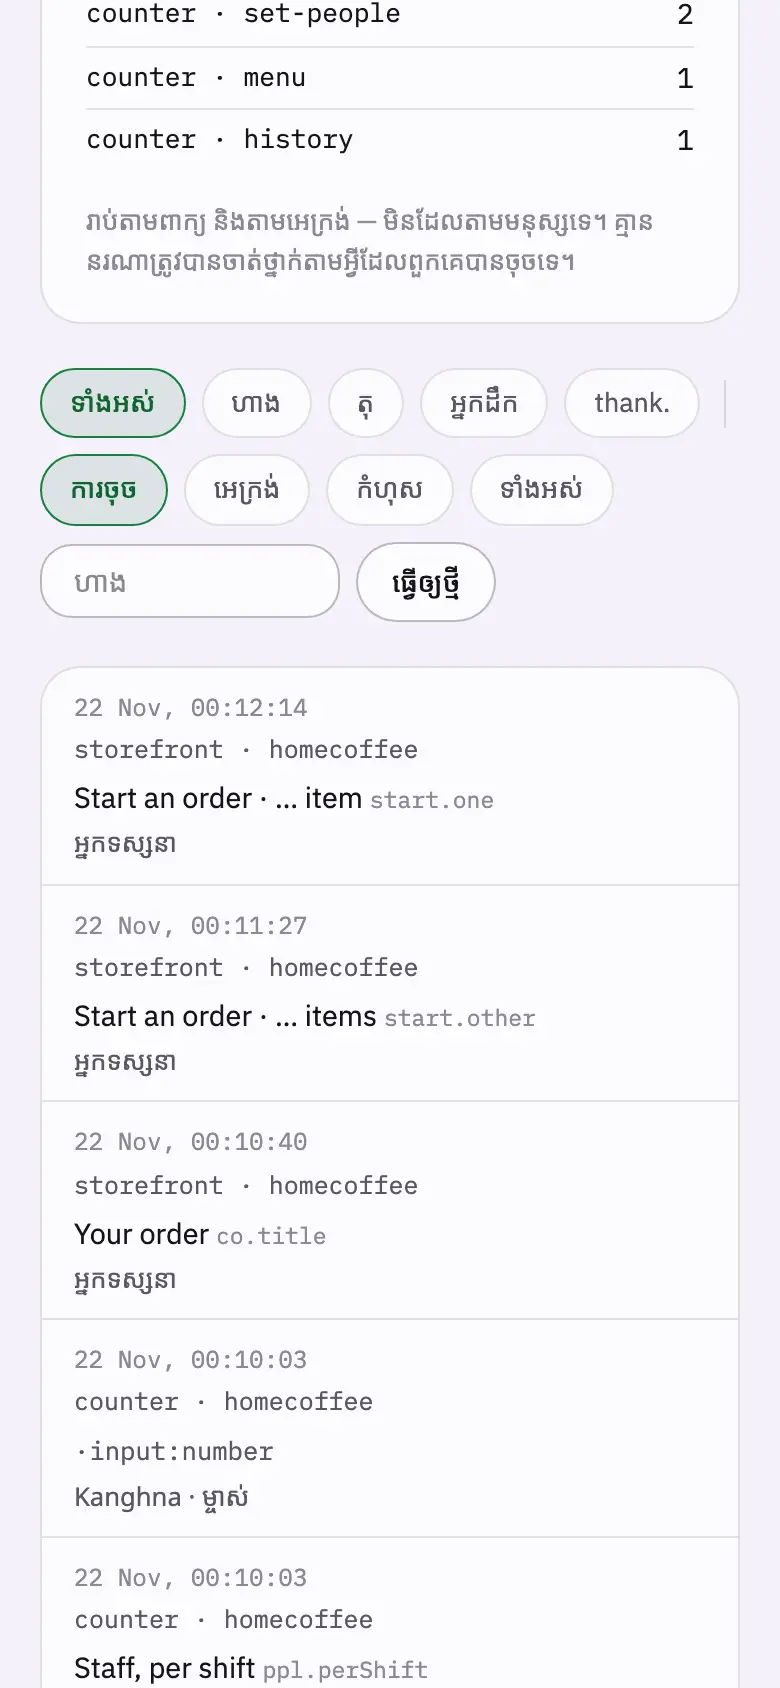 counter · set-people 2
counter · menu 1
counter · history 1
រាប់តាមពាក្យ និងតាមអេក្រង់ — មិនដែលតាមមនុស្សទេ។ គ្មាន
នរណាត្រូវបានចាត់ថ្នាក់តាមអ្វីដែលពួកគេបានចុចទេ។
ទាំងអស់ ហាង តុ អ្នកដឹក thank.
ការចុច អេក្រង់ កំហុស ទាំងអស់
ហាង ធ្វើឲ្យថ្មី
22 Nov, 00:12:14
storefront · homecoffee
Start an order · … item start.one
អ្នកទស្សនា
22 Nov, 00:11:27
storefront · homecoffee
Start an order · … items start.other
អ្នកទស្សនា
22 Nov, 00:10:40
storefront · homecoffee
Your order co.title
អ្នកទស្សនា
22 Nov, 00:10:03
counter · homecoffee
·input:number
Kanghna · ម្ចាស់
22 Nov, 00:10:03
counter · homecoffee
Staff, per shift ppl.perShift